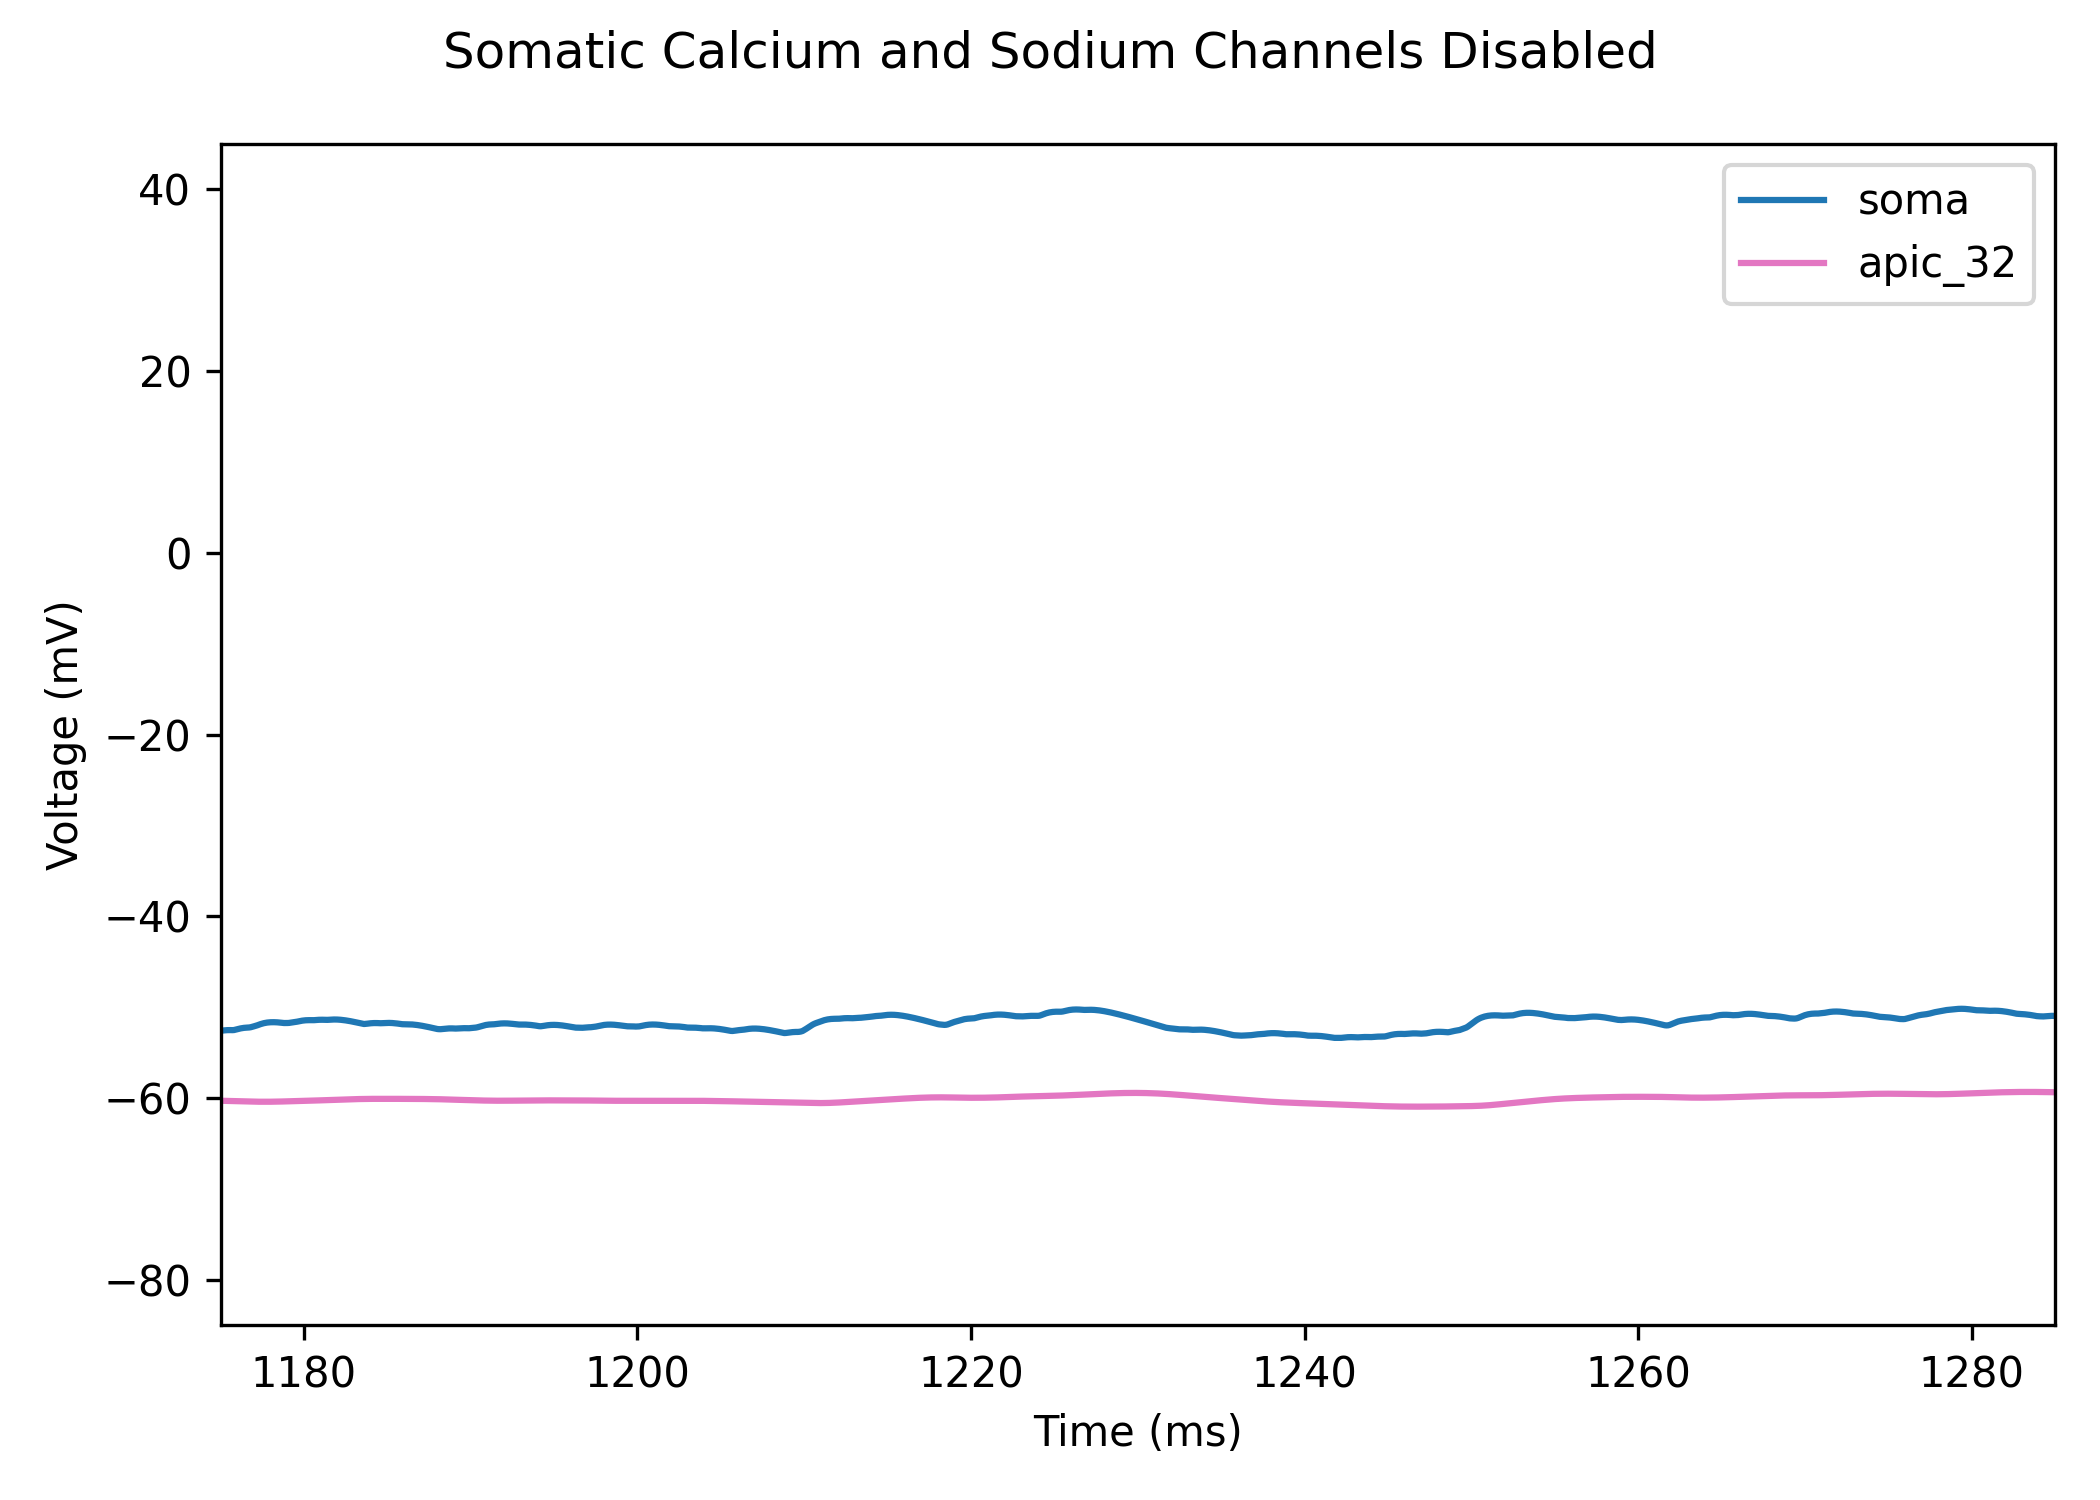 Somatic Calcium and Sodium Channels Disabled
soma
apic_32
40
20
0
−20
−40
−60
−80
Voltage (mV)
1180
1200
1220
1240
1260
1280
Time (ms)